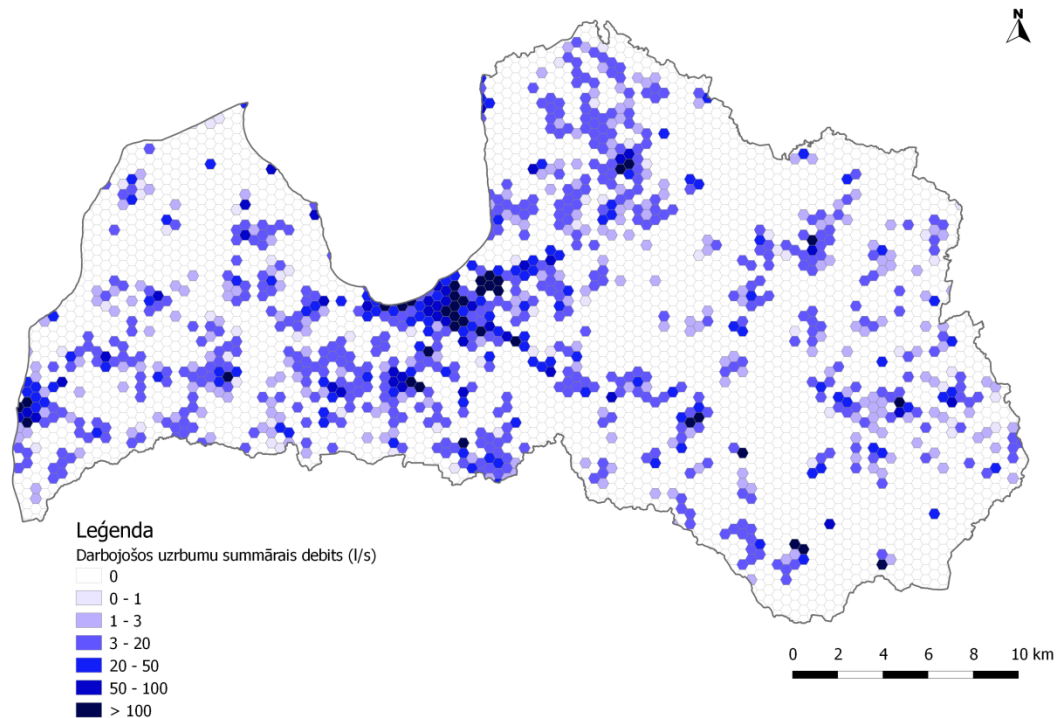 N
Leģenda
Darbojošos uzrbumu summārais debits (l/s)
0
0 - 1
1 - 3
3 - 20
20 - 50
50 - 100
> 100
0 2 4 6 8 10 km